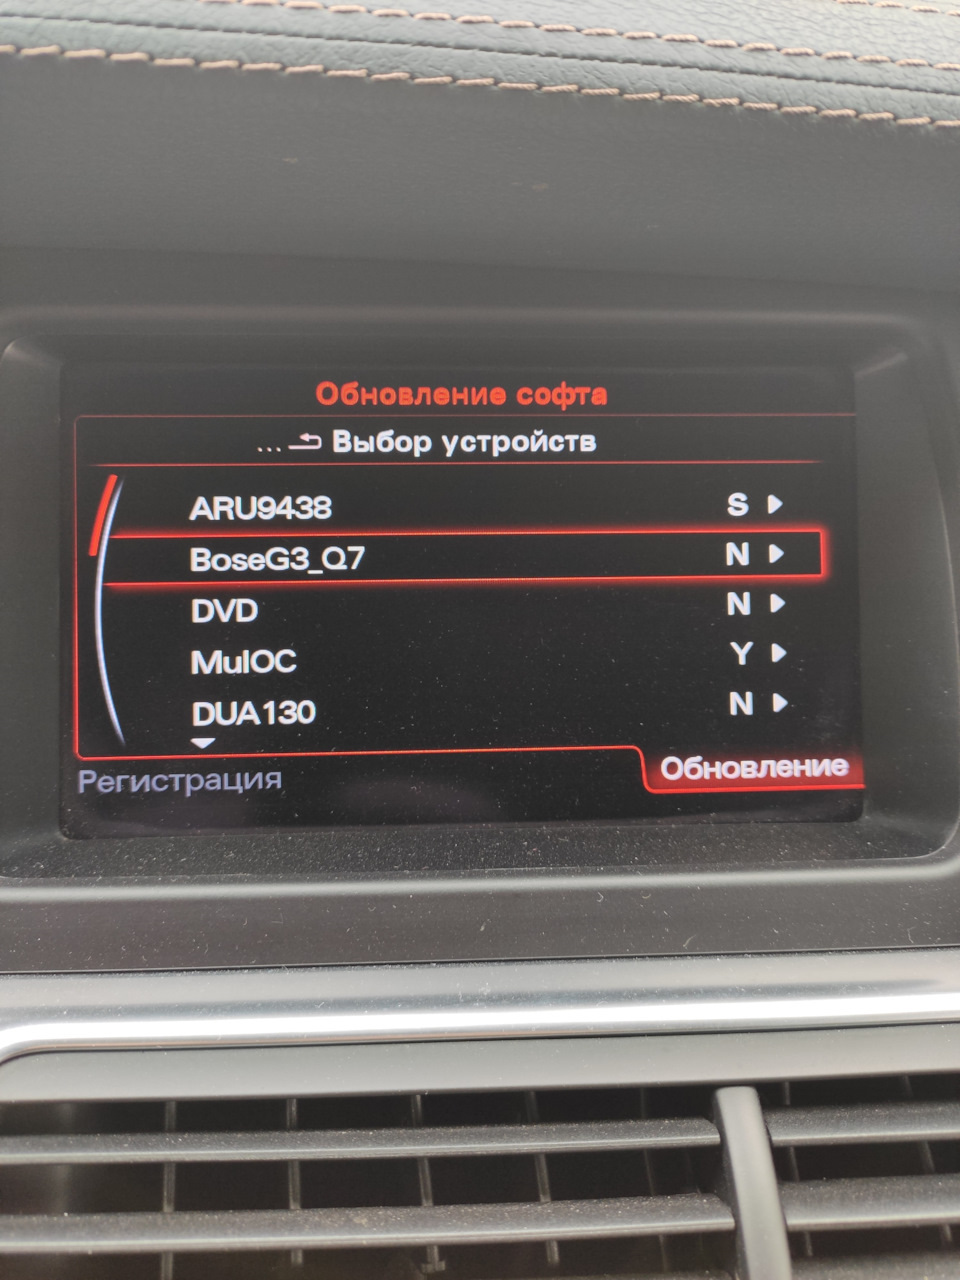 Обновление софта
... Выбор устройств
ARU9438 S
BoseG3_Q7 N
DVD N
MulOC Y
DUA130 N
Регистрация Обновление